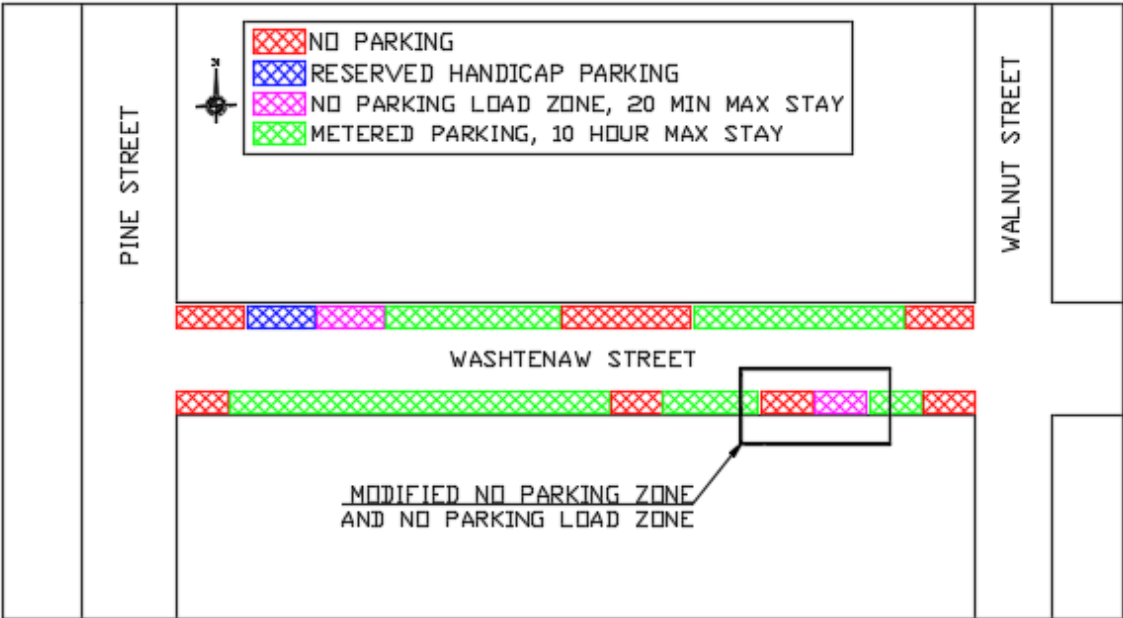 NO PARKING
RESERVED HANDICAP PARKING
NO PARKING LOAD ZONE, 20 MIN MAX STAY
METERED PARKING, 10 HOUR MAX STAY
N
PINE STREET
WALNUT STREET
WASHTENAW STREET
MODIFIED NO PARKING ZONE
AND NO PARKING LOAD ZONE